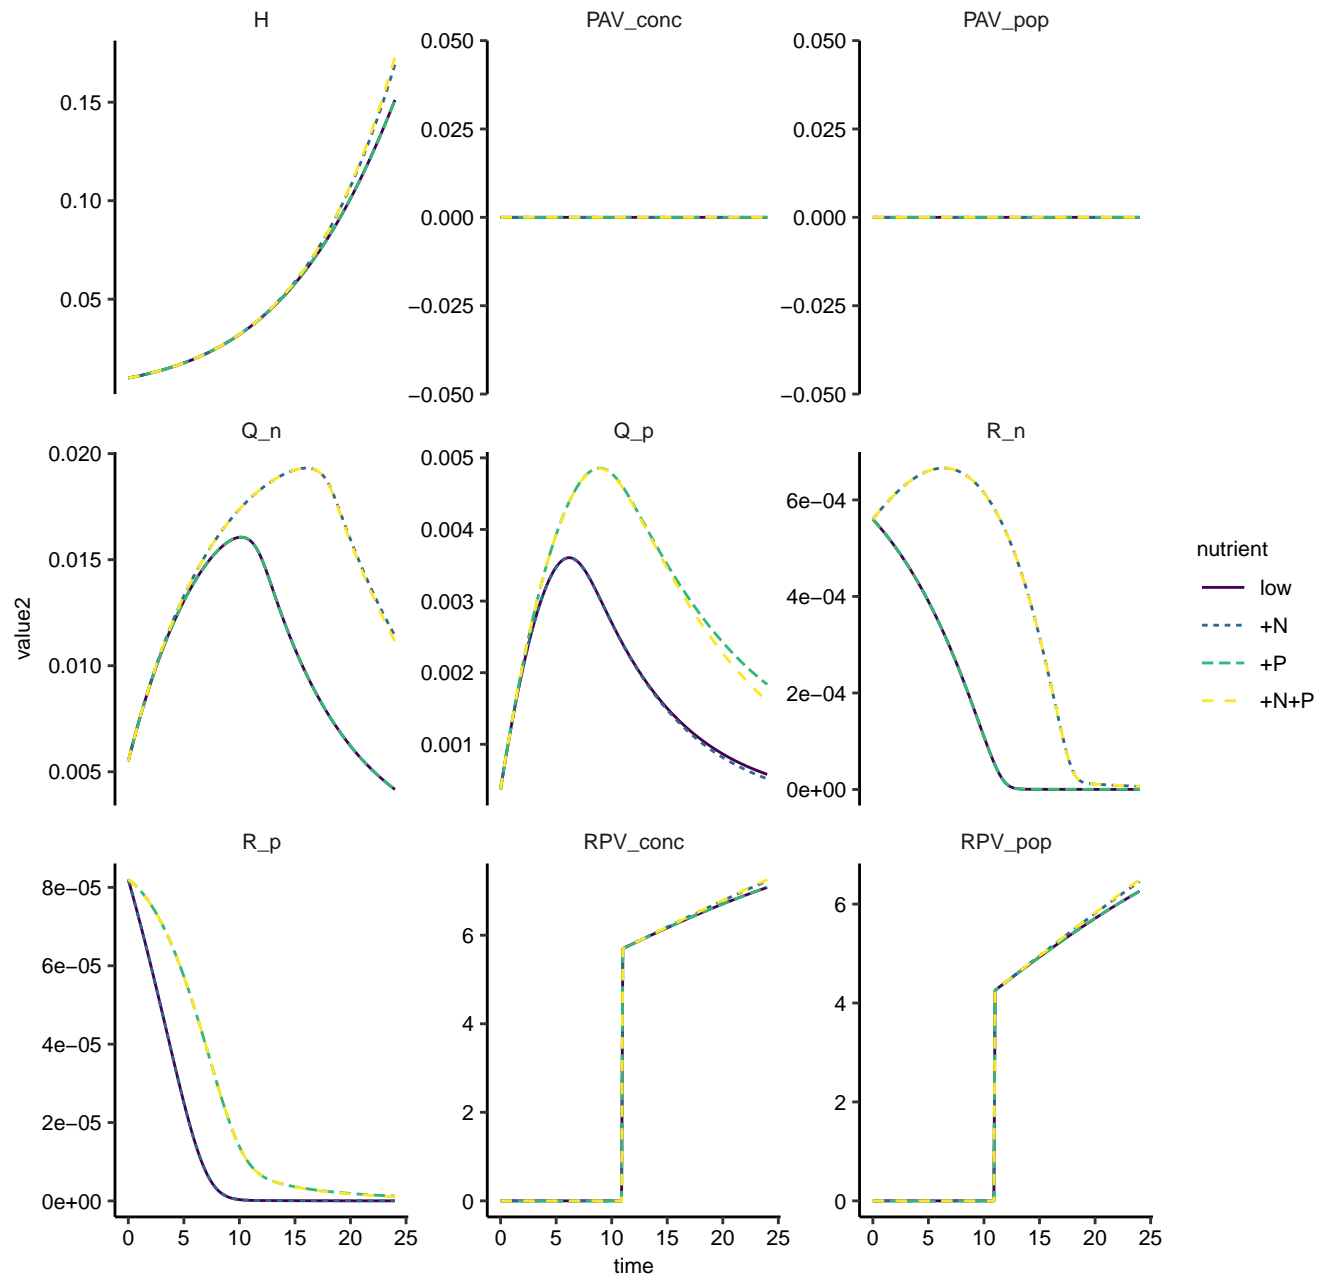 H
PAV_conc
PAV_pop
0.15
0.10
0.05
0.050
0.025
0.000
−0.025
−0.050
0.050
0.025
0.000
−0.025
−0.050
Q_n
Q_p
R_n
0.020
0.015
0.010
0.005
0.005
0.004
0.003
0.002
0.001
6e−04
4e−04
2e−04
0e+00
value2
nutrient
low
+N
+P
+N+P
R_p
RPV_conc
RPV_pop
8e−05
6e−05
4e−05
2e−05
0e+00
6
4
2
0
6
4
2
0
0 5 10 15 20 25
0 5 10 15 20 25
0 5 10 15 20 25
time